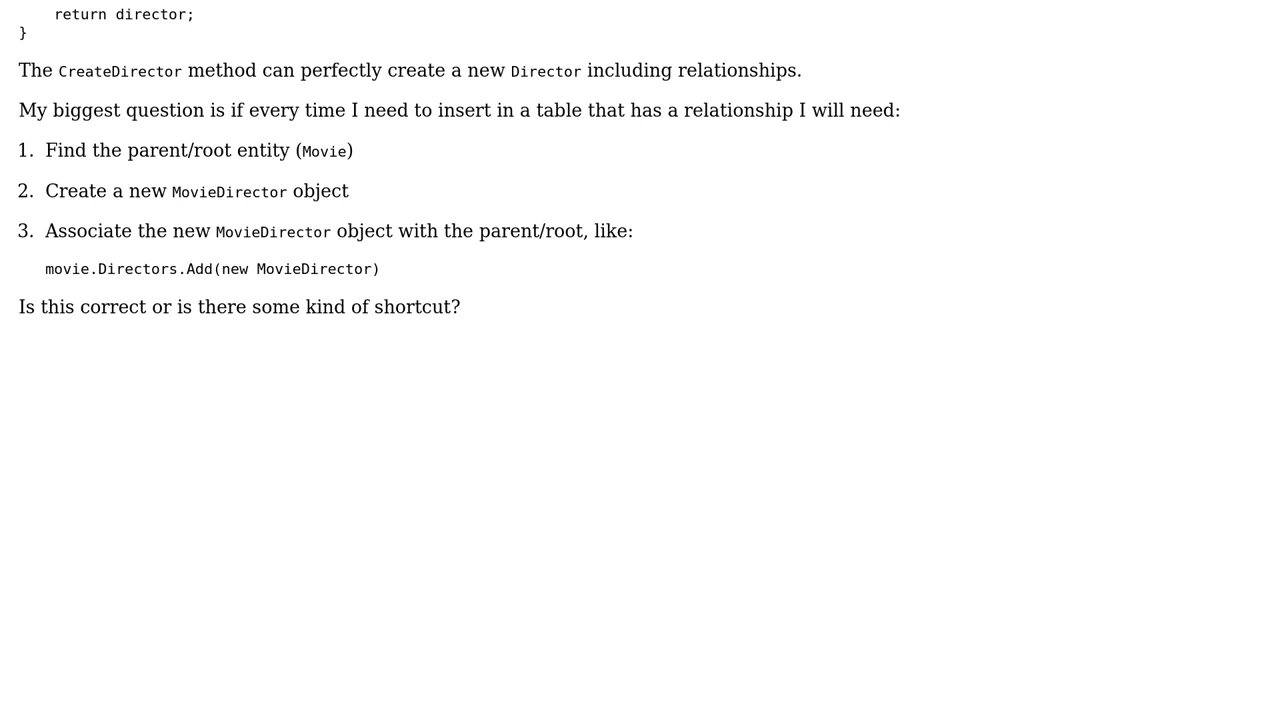 return director;
}
The CreateDirector method can perfectly create a new Director including relationships.
My biggest question is if every time I need to insert in a table that has a relationship I will need:
1. Find the parent/root entity (Movie)
2. Create a new MovieDirector object
3. Associate the new MovieDirector object with the parent/root, like:
movie.Directors.Add(new MovieDirector)
Is this correct or is there some kind of shortcut?